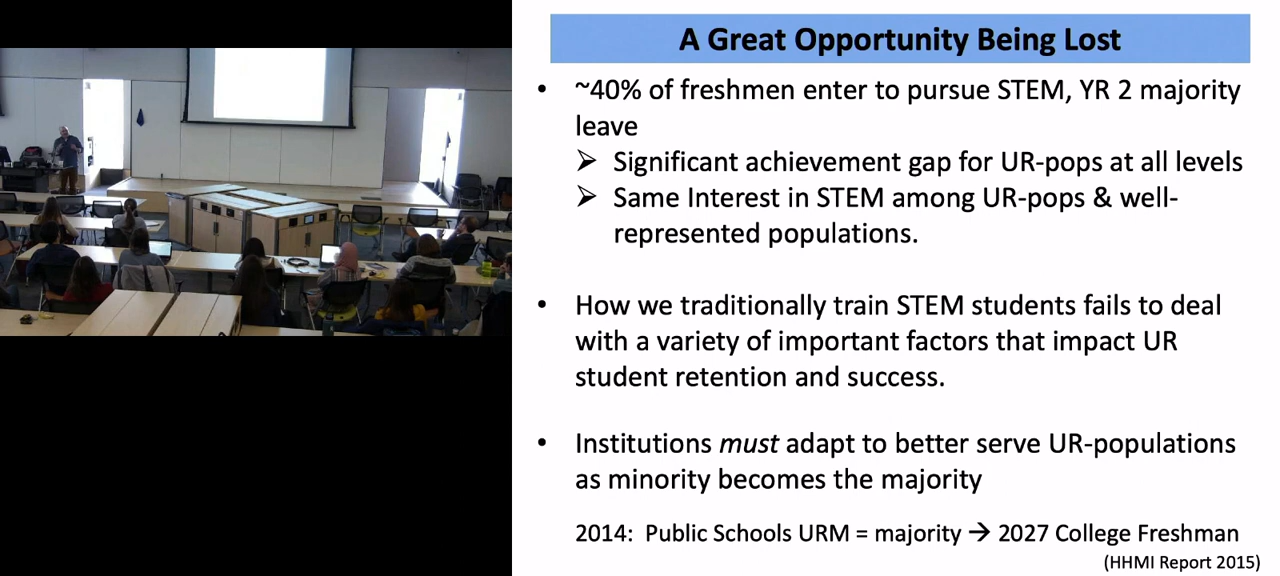 A Great Opportunity Being Lost
• ~40% of freshmen enter to pursue STEM, YR 2 majority
leave
➢ Significant achievement gap for UR-pops at all levels
➢ Same Interest in STEM among UR-pops & well-
represented populations.
• How we traditionally train STEM students fails to deal
with a variety of important factors that impact UR
student retention and success.
• Institutions must adapt to better serve UR-populations
as minority becomes the majority
2014: Public Schools URM = majority → 2027 College Freshman
(HHMI Report 2015)